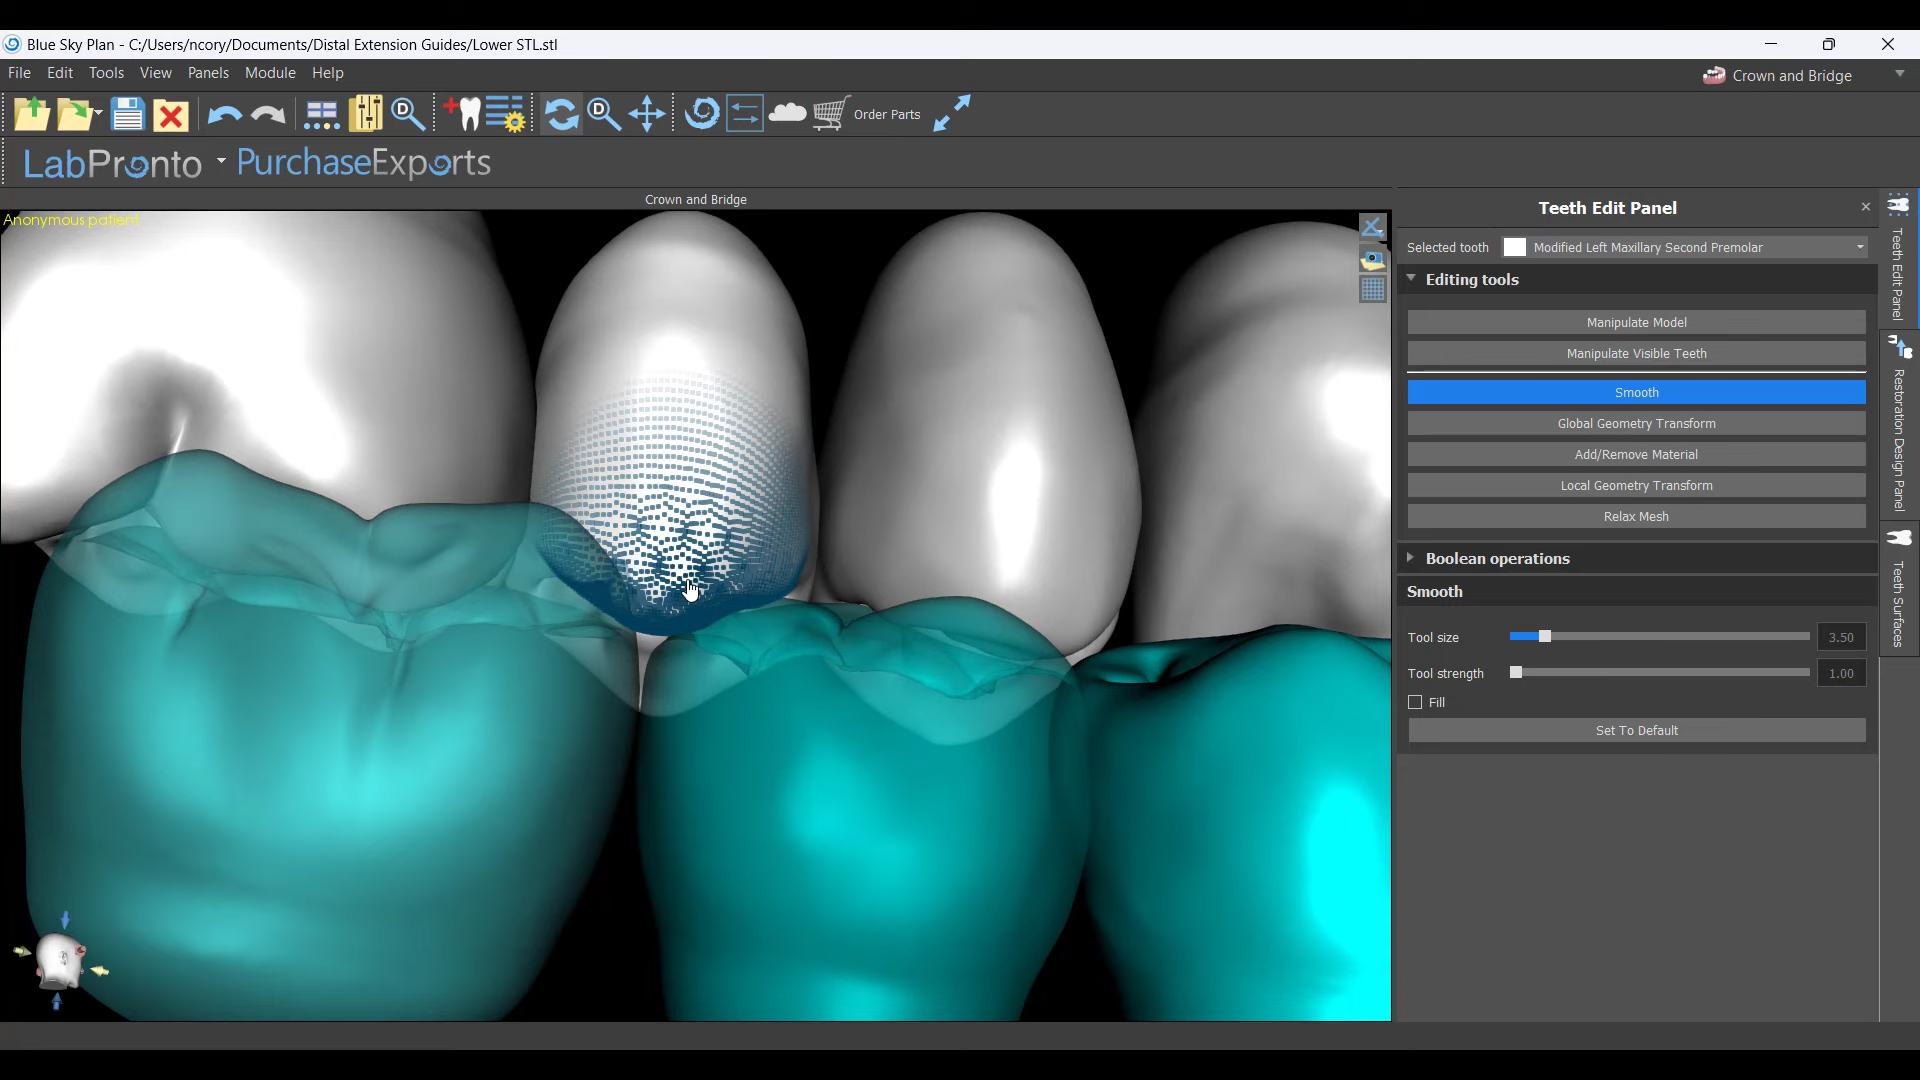 Blue Sky Plan - C:/Users/ncory/Documents/Distal Extension Guides/Lower STL.stl
File Edit Tools View Panels Module Help
Crown and Bridge
Order Parts
LabPronto PurchaseExports
Crown and Bridge
Anonymous patient
Teeth Edit Panel
Selected tooth Modified Left Maxillary Second Premolar
Editing tools
Manipulate Model
Manipulate Visible Teeth
Smooth
Global Geometry Transform
Add/Remove Material
Local Geometry Transform
Relax Mesh
Boolean operations
Smooth
Tool size 3.50
Tool strength 1.00
Fill
Set To Default
Teeth Edit Panel
Restoration Design Panel
Teeth Surfaces